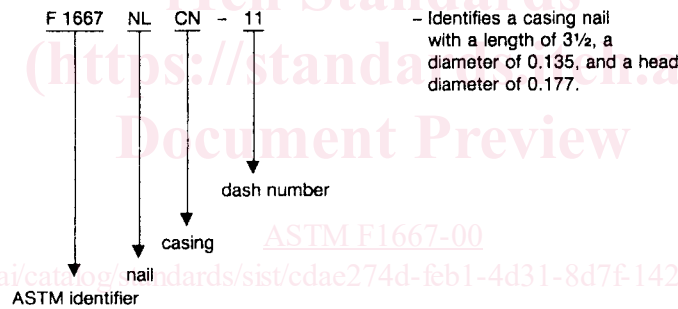 iTeh Standards
F 1667 NL CN – 11
– Identifies a casing nail
with a length of 3½, a
diameter of 0.135, and a head
diameter of 0.177.
(https://standards.iteh.a
Document Preview
dash number
casing
ASTM F1667-00
nail
ai/catalog/standards/sist/cdae274d-feb1-4d31-8d7f-142
ASTM identifier